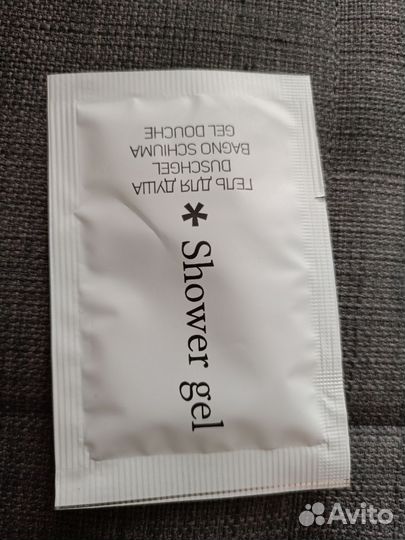 ГЕЛЬ ДЛЯ ДУША
DUSCHGEL
BAGNO SCHIUMA
GEL DOUCHE
* Shower gel
Avito